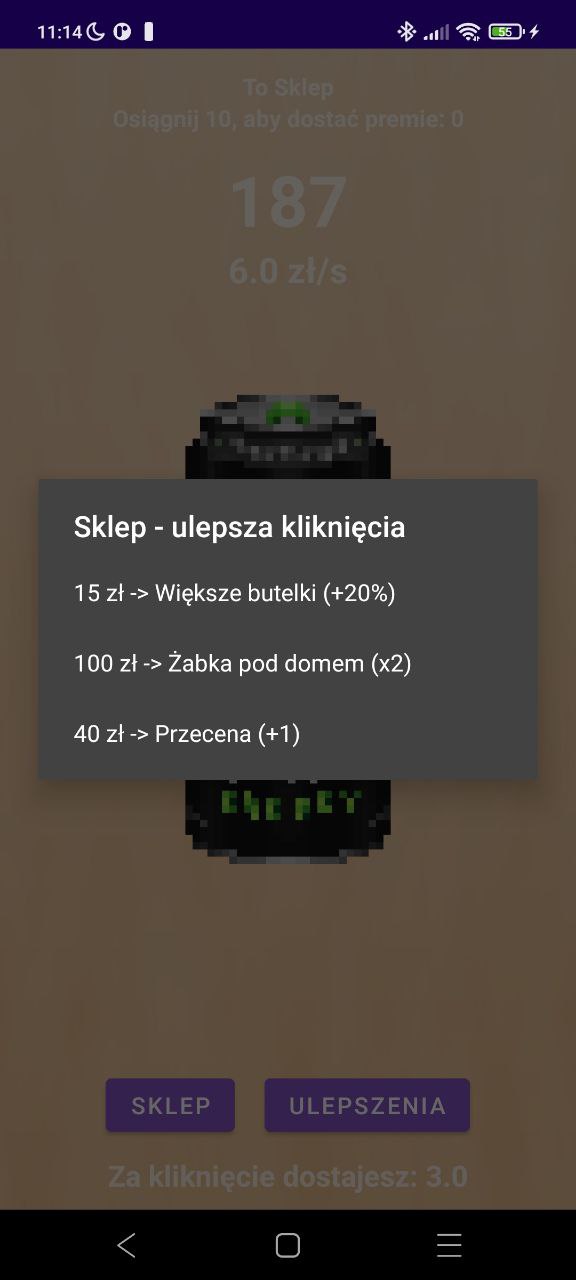 11:14
55
To Sklep
Osiągnij 10, aby dostać premie: 0
187
6.0 zł/s
Sklep - ulepsza kliknięcia
15 zł -> Większe butelki (+20%)
100 zł -> Żabka pod domem (x2)
40 zł -> Przecena (+1)
ENERGY
SKLEP
ULEPSZENIA
Za kliknięcie dostajesz: 3.0